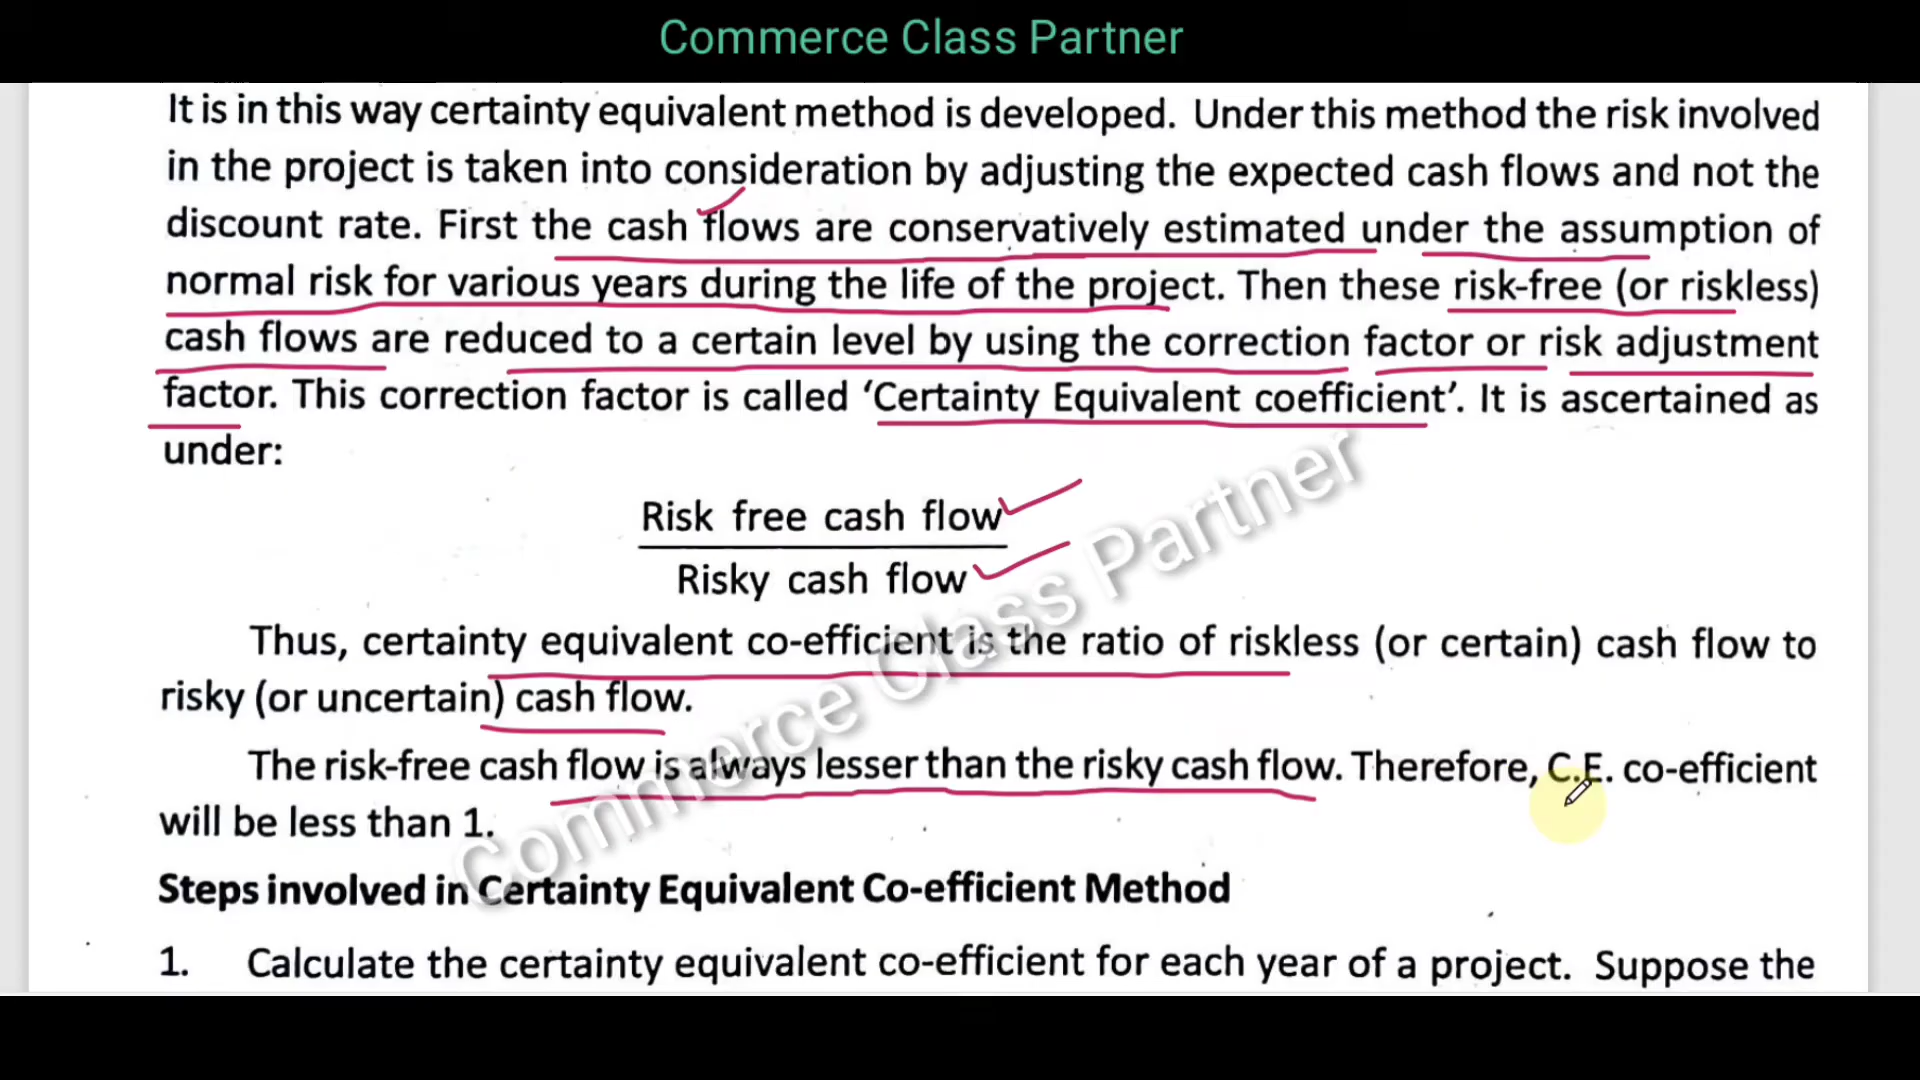 Commerce Class Partner
It is in this way certainty equivalent method is developed. Under this method the risk involved
in the project is taken into consideration by adjusting the expected cash flows and not the
discount rate. First the cash flows are conservatively estimated under the assumption of
normal risk for various years during the life of the project. Then these risk-free (or riskless)
cash flows are reduced to a certain level by using the correction factor or risk adjustment
factor. This correction factor is called ‘Certainty Equivalent coefficient’. It is ascertained as
under:
Risk free cash flow
Risky cash flow
Thus, certainty equivalent co-efficient is the ratio of riskless (or certain) cash flow to
risky (or uncertain) cash flow.
The risk-free cash flow is always lesser than the risky cash flow. Therefore, C.E. co-efficient
will be less than 1.
Steps involved in Certainty Equivalent Co-efficient Method
1. Calculate the certainty equivalent co-efficient for each year of a project. Suppose the
Commerce Class Partner